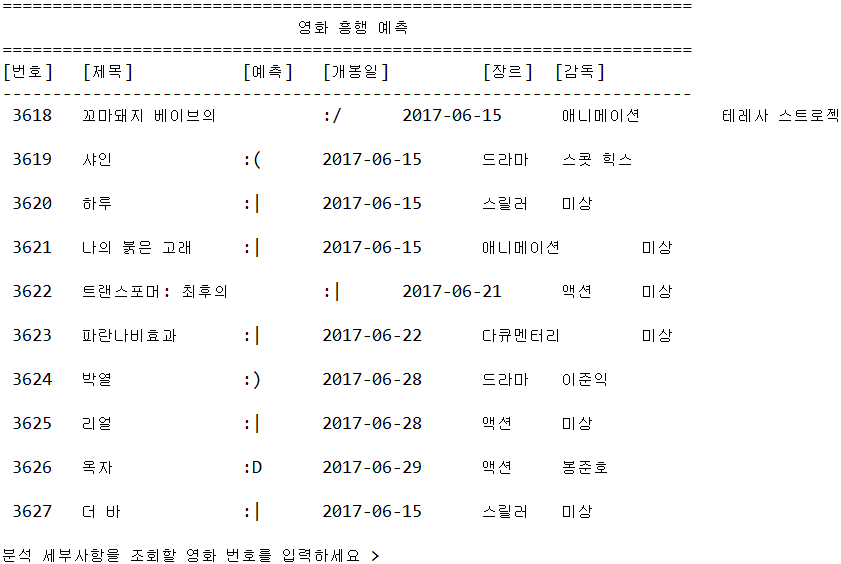 =====================================================================
영화 흥행 예측
=====================================================================
[번호] [제목] [예측] [개봉일] [장르] [감독]
---------------------------------------------------------------------
3618 꼬마돼지 베이브의 :/ 2017-06-15 애니메이션 테레사 스트로젝
3619 샤인 :( 2017-06-15 드라마 스콧 힉스
3620 하루 :| 2017-06-15 스릴러 미상
3621 나의 붉은 고래 :| 2017-06-15 애니메이션 미상
3622 트랜스포머: 최후의 :| 2017-06-21 액션 미상
3623 파란나비효과 :| 2017-06-22 다큐멘터리 미상
3624 박열 :) 2017-06-28 드라마 이준익
3625 리얼 :| 2017-06-28 액션 미상
3626 옥자 :D 2017-06-29 액션 봉준호
3627 더 바 :| 2017-06-15 스릴러 미상
분석 세부사항을 조회할 영화 번호를 입력하세요 >